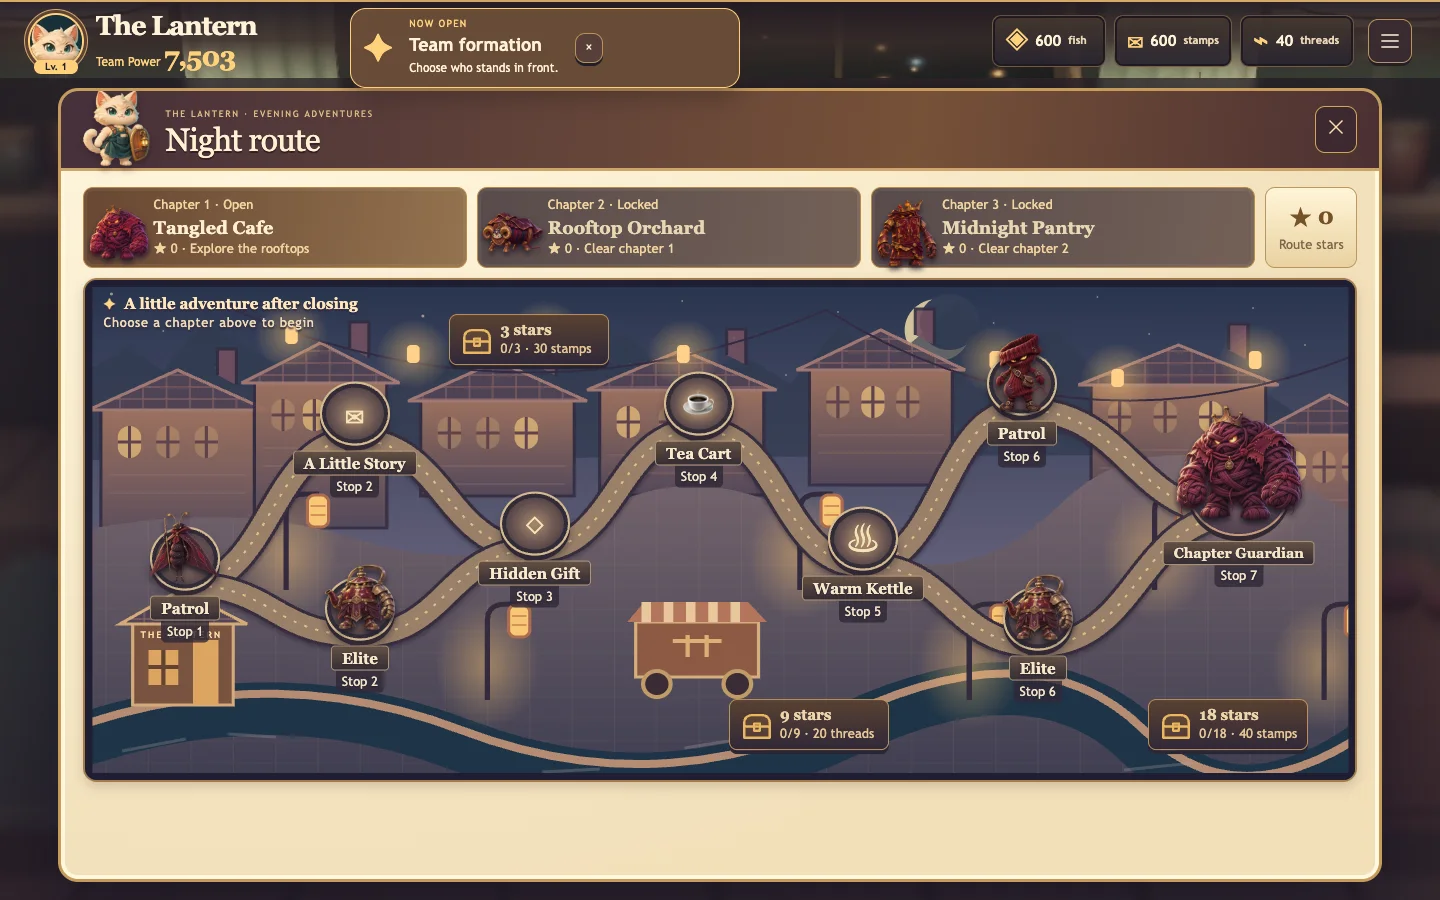 The Lantern
Team Power 7,503
Lv. 1
NOW OPEN
Team formation
Choose who stands in front.
×
600 fish
600 stamps
40 threads
THE LANTERN · EVENING ADVENTURES
Night route
Chapter 1 · Open
Tangled Cafe
★ 0 · Explore the rooftops
Chapter 2 · Locked
Rooftop Orchard
★ 0 · Clear chapter 1
Chapter 3 · Locked
Midnight Pantry
★ 0 · Clear chapter 2
★ 0
Route stars
A little adventure after closing
Choose a chapter above to begin
3 stars
0/3 · 30 stamps
A Little Story
Stop 2
Tea Cart
Stop 4
Patrol
Stop 6
Hidden Gift
Stop 3
Chapter Guardian
Stop 7
Warm Kettle
Stop 5
Patrol
Stop 1
Elite
Stop 2
Elite
Stop 6
9 stars
0/9 · 20 threads
18 stars
0/18 · 40 stamps